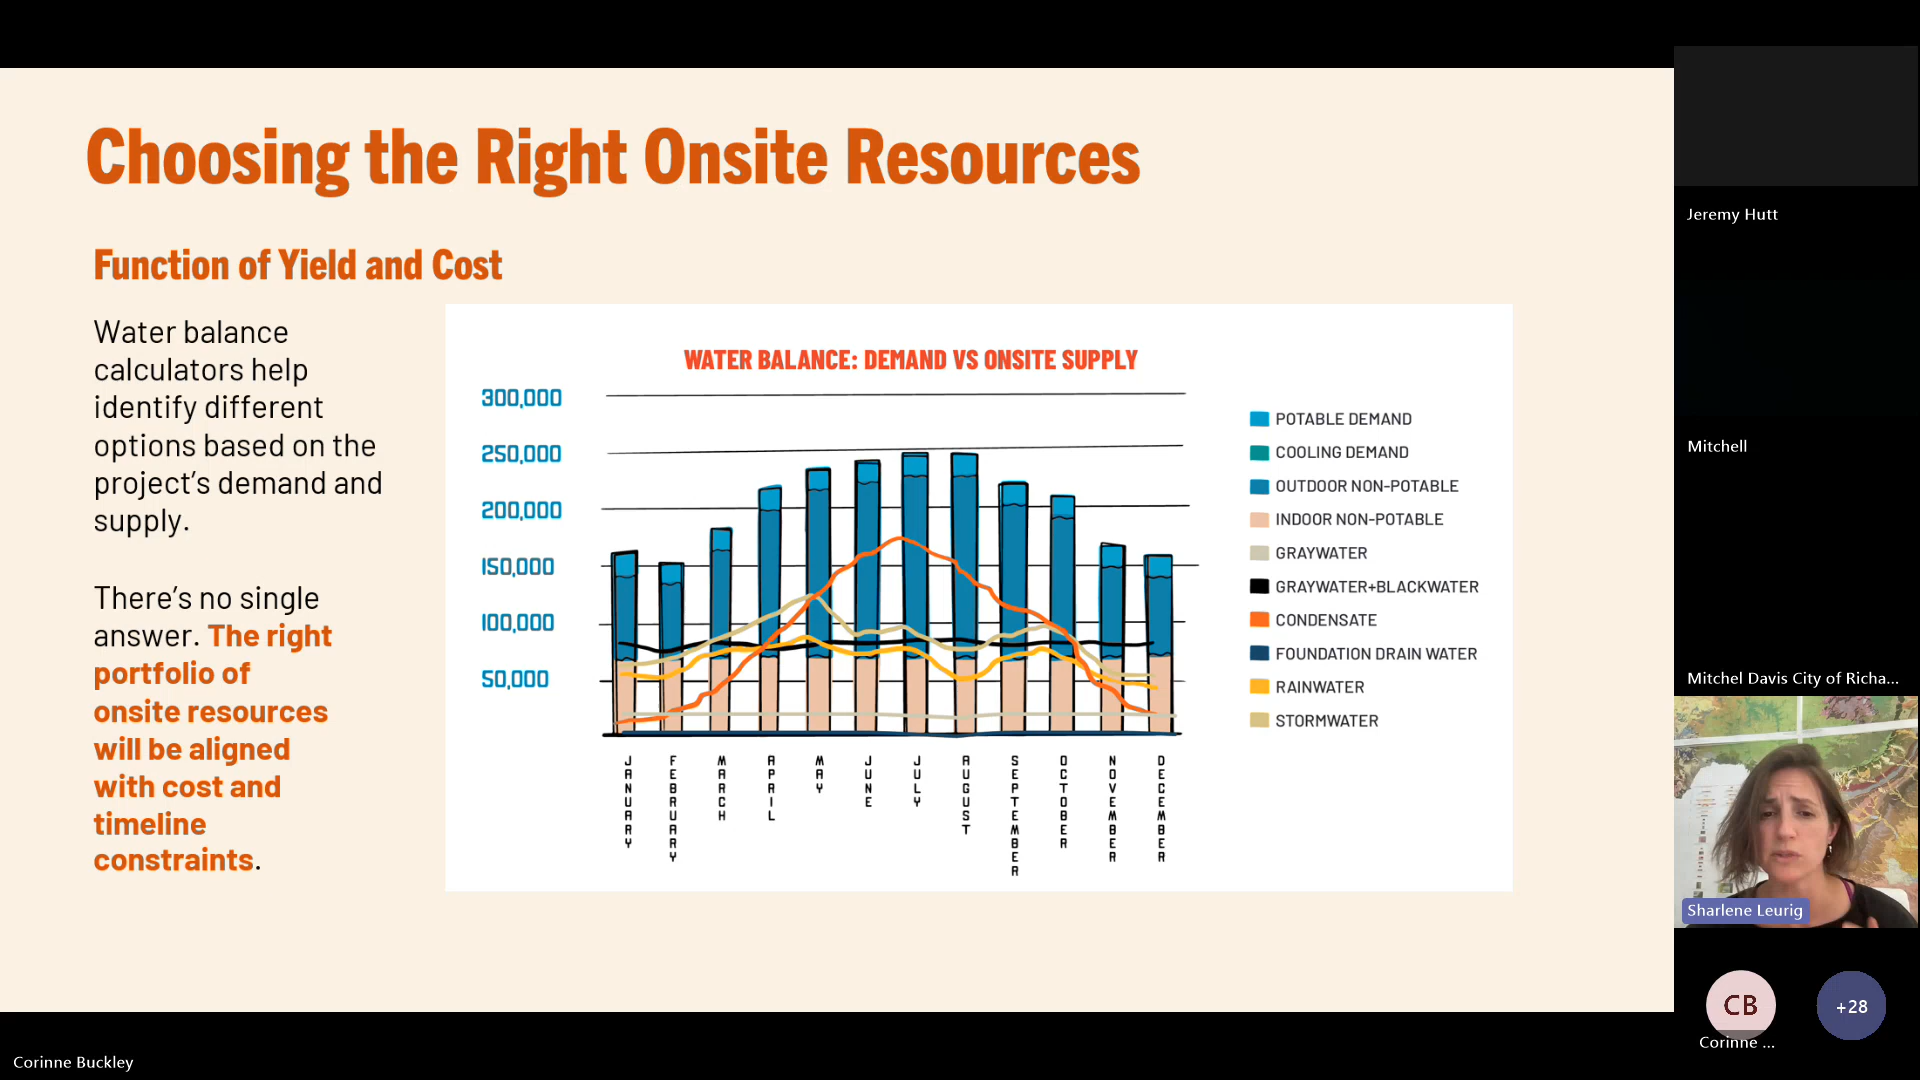 Choosing the Right Onsite Resources
Function of Yield and Cost
Water balance
calculators help
identify different
options based on the
project's demand and
supply.
There's no single
answer. The right
portfolio of
onsite resources
will be aligned
with cost and
timeline
constraints.
WATER BALANCE: DEMAND VS ONSITE SUPPLY
300,000
250,000
200,000
150,000
100,000
50,000
JANUARY
FEBRUARY
MARCH
APRIL
MAY
JUNE
JULY
AUGUST
SEPTEMBER
OCTOBER
NOVEMBER
DECEMBER
POTABLE DEMAND
COOLING DEMAND
OUTDOOR NON-POTABLE
INDOOR NON-POTABLE
GRAYWATER
GRAYWATER+BLACKWATER
CONDENSATE
FOUNDATION DRAIN WATER
RAINWATER
STORMWATER
Jeremy Hutt
Mitchell
Mitchel Davis City of Richa...
Sharlene Leurig
CB
+28
Corinne ...
Corinne Buckley